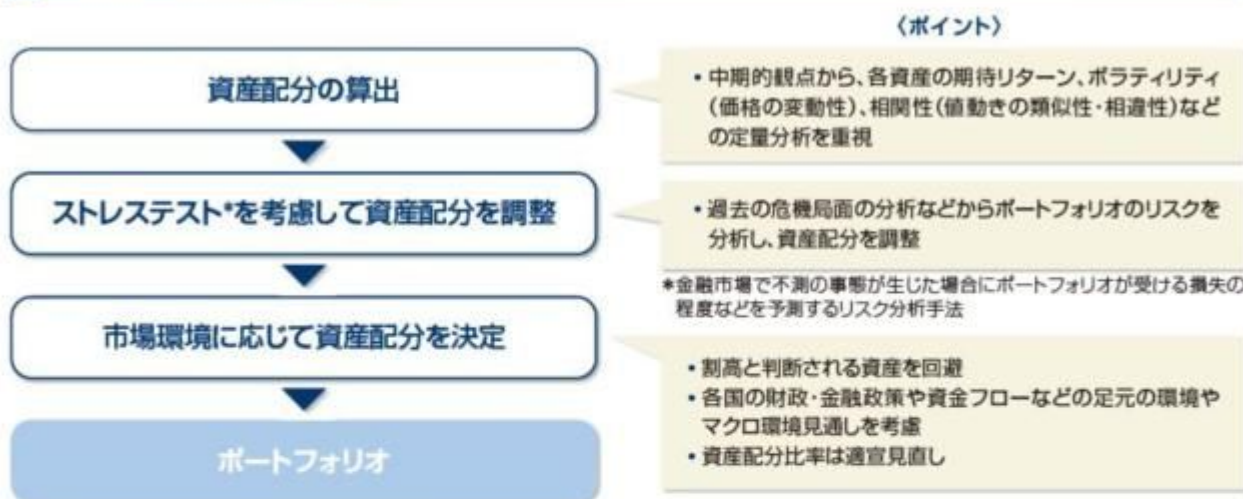 〈ポイント〉
資産配分の算出
・中期的観点から、各資産の期待リターン、ボラティリティ
(価格の変動性)、相関性(値動きの類似性・相違性)など
の定量分析を重視
ストレステスト*を考慮して資産配分を調整
・過去の危機局面の分析などからポートフォリオのリスクを
分析し、資産配分を調整
*金融市場で不測の事態が生じた場合にポートフォリオが受ける損失の
程度などを予測するリスク分析手法
市場環境に応じて資産配分を決定
・割高と判断される資産を回避
・各国の財政・金融政策や資金フローなどの足元の環境や
マクロ環境見通しを考慮
・資産配分比率は適宜見直し
ポートフォリオ